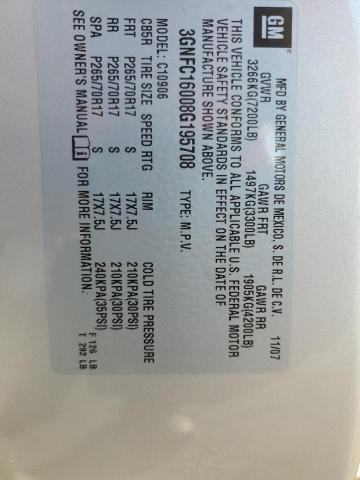 GM
MFD BY GENERAL MOTORS DE MEXICO, S. DE R.L. DE C.V. 11/07
GVWR GAWR FRT GAWR RR
3266KG(7200LB) 1497KG(3300LB) 1905KG(4200LB)
THIS VEHICLE CONFORMS TO ALL APPLICABLE U.S. FEDERAL MOTOR
VEHICLE SAFETY STANDARDS IN EFFECT ON THE DATE OF
MANUFACTURE SHOWN ABOVE.
3GNFC16008G195708 TYPE: M.P.V.
MODEL: C10906
CB5R TIRE SIZE SPEED RTG RIM COLD TIRE PRESSURE
FRT P265/70R17 S 17X7.5J 210KPA(30PSI)
RR P265/70R17 S 17X7.5J 210KPA(30PSI)
SPA P265/70R17 S 17X7.5J 240KPA(35PSI) F 126 LB
SEE OWNER'S MANUAL FOR MORE INFORMATION. T 292 LB